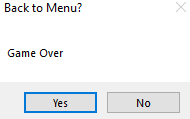 Back to Menu?
Game Over
Yes
No